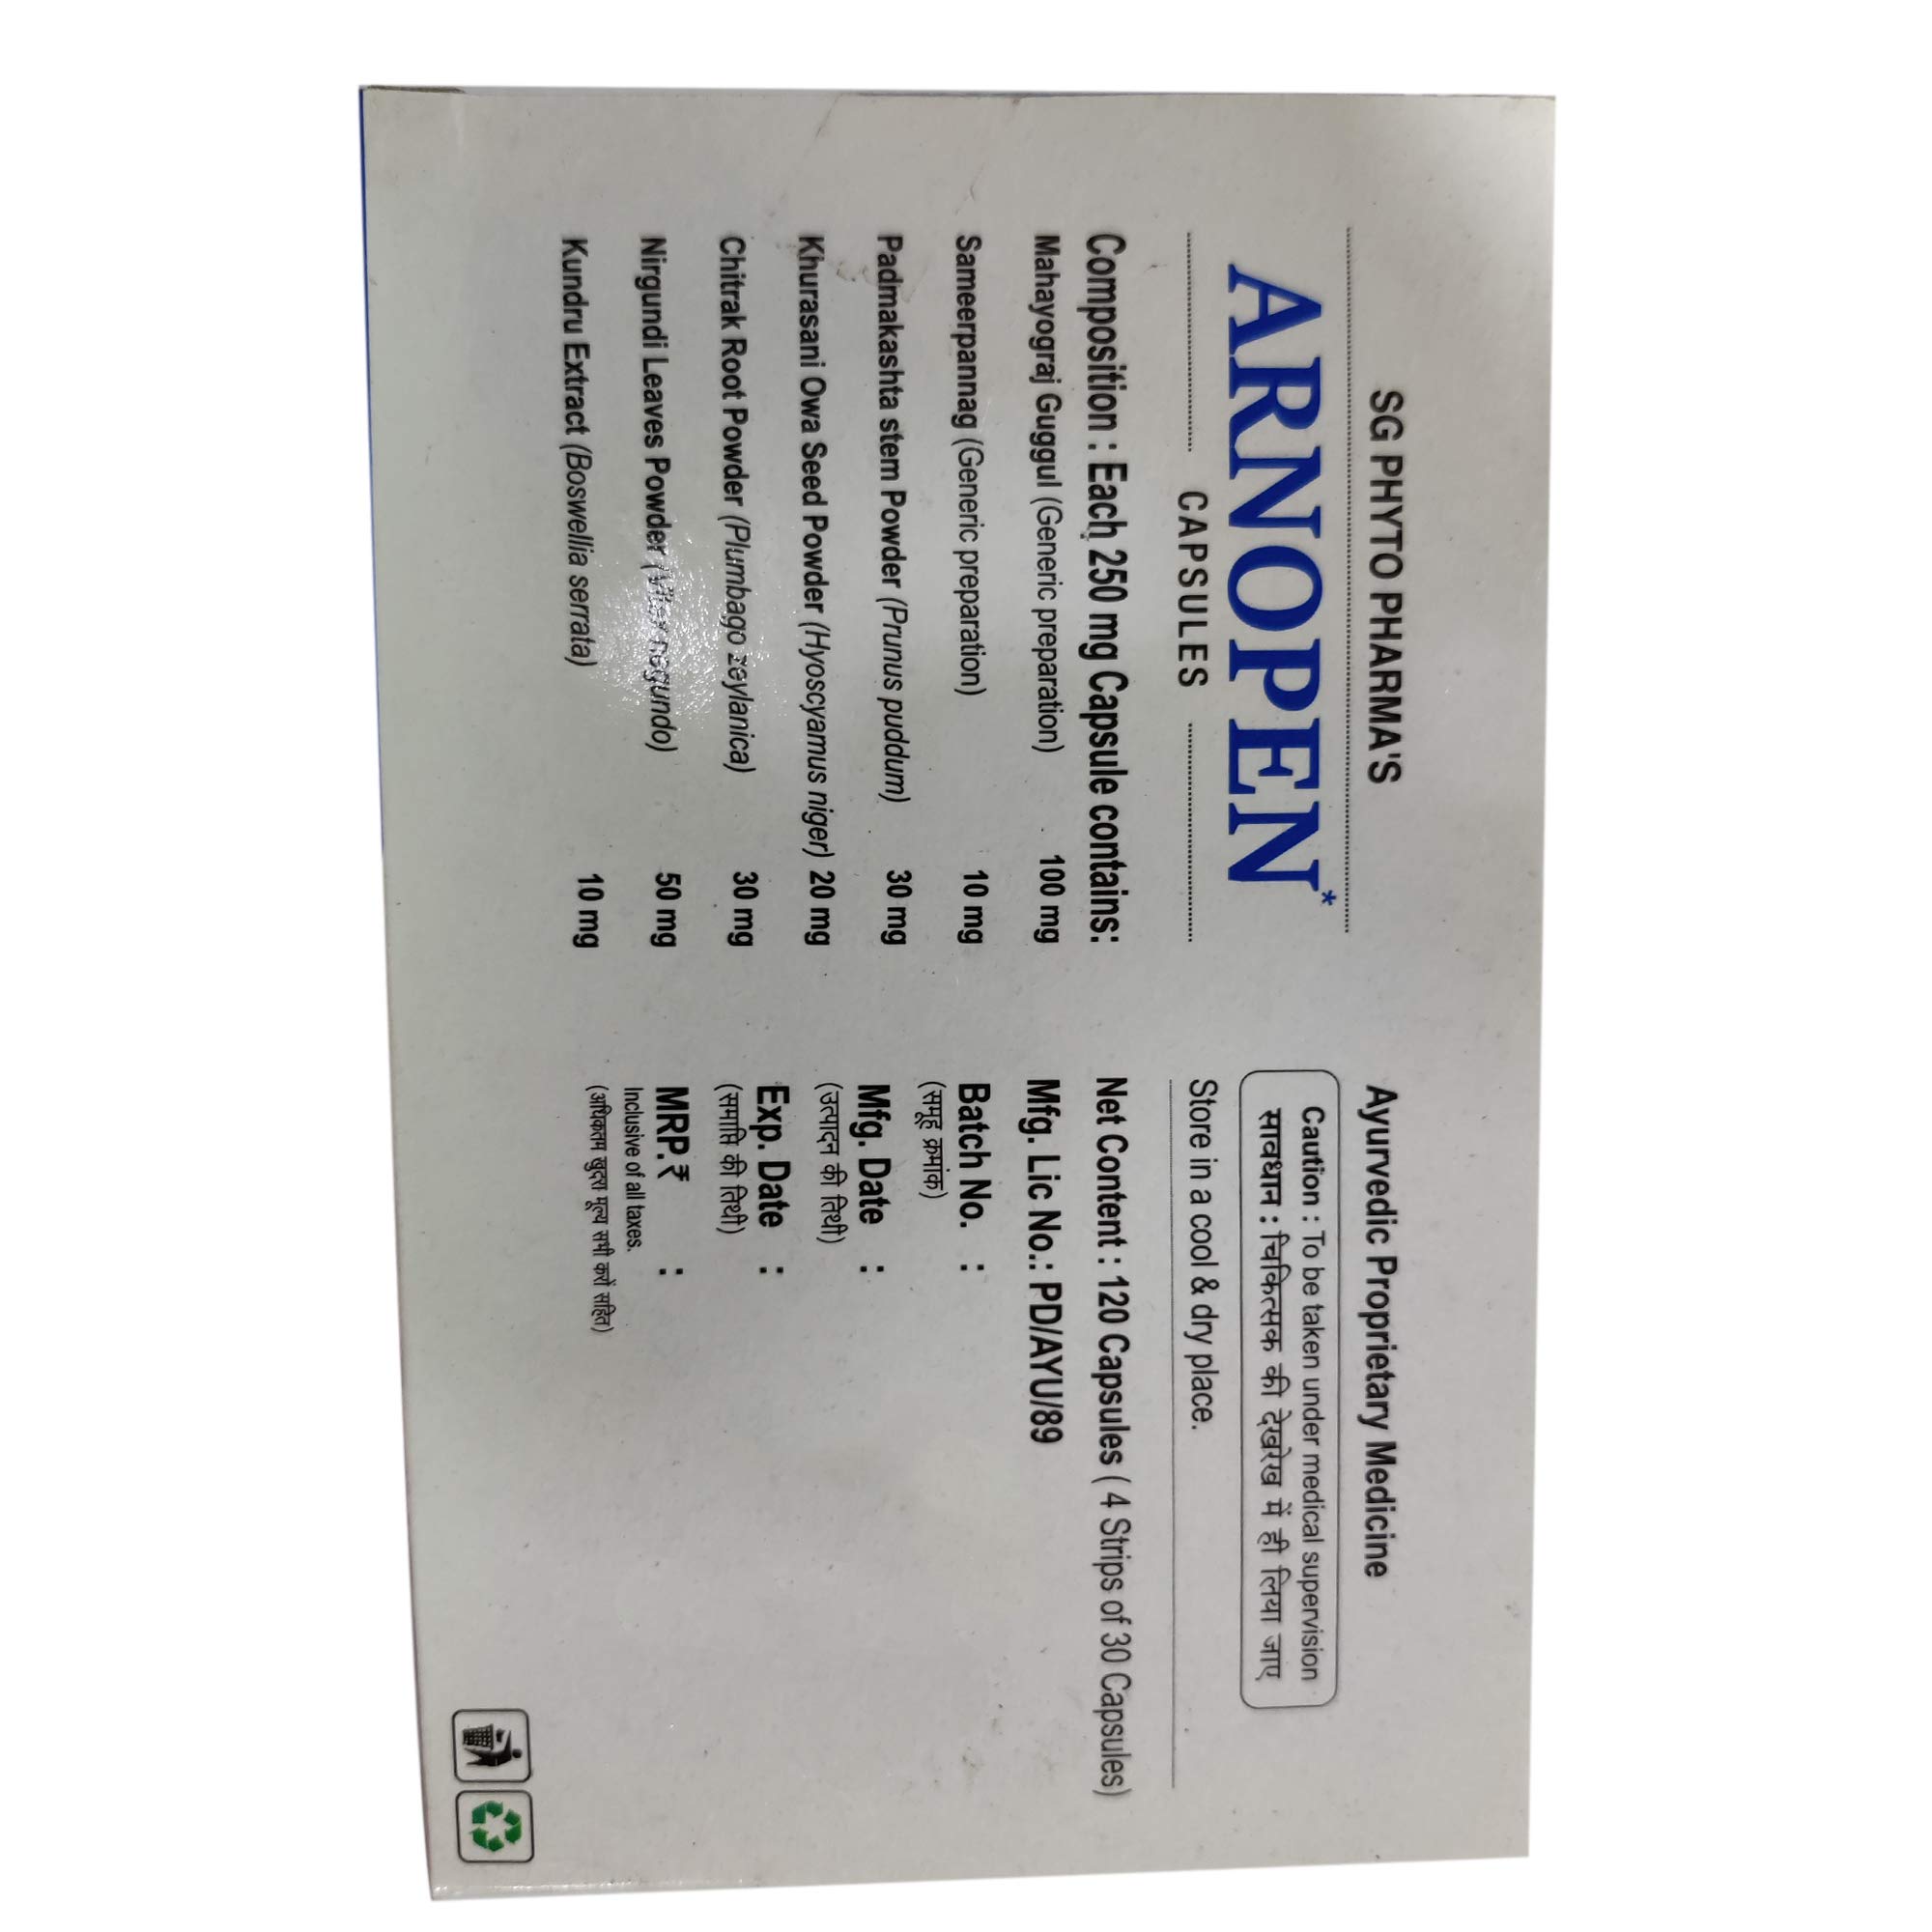 SG PHYTO PHARMA'S
ARNOPEN*
CAPSULES
Composition : Each 250 mg Capsule contains:
Mahayograj Guggul (Generic preparation) 100 mg
Sameerpannag (Generic preparation) 10 mg
Padmakashta stem Powder (Prunus puddum) 30 mg
Khurasani Owa Seed Powder (Hyoscyamus niger) 20 mg
Chitrak Root Powder (Plumbago zeylanica) 30 mg
Nirgundi Leaves Powder (Vitex negundo) 50 mg
Kundru Extract (Boswellia serrata) 10 mg
Ayurvedic Proprietary Medicine
Caution : To be taken under medical supervision
सावधान : चिकित्सक की देखरेख में ही लिया जाए
Store in a cool & dry place.
Net Content : 120 Capsules ( 4 Strips of 30 Capsules)
Mfg. Lic No.: PD/AYU/89
Batch No. :
(समूह क्रमांक)
Mfg. Date :
(उत्पादन की तिथी)
Exp. Date :
(समाप्ति की तिथी)
MRP.₹ :
Inclusive of all taxes.
(अधिकतम खुदरा मूल्य सभी करों सहित)